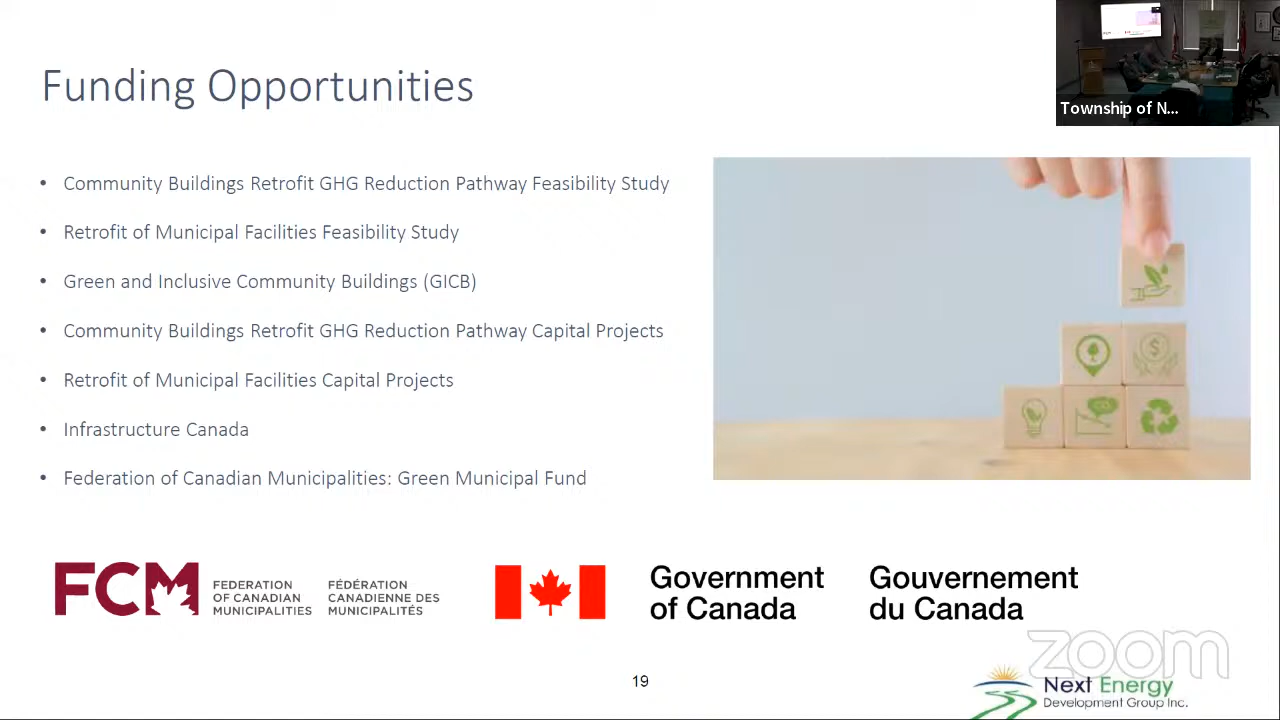 Township of N...
Funding Opportunities
• Community Buildings Retrofit GHG Reduction Pathway Feasibility Study
• Retrofit of Municipal Facilities Feasibility Study
• Green and Inclusive Community Buildings (GICB)
• Community Buildings Retrofit GHG Reduction Pathway Capital Projects
• Retrofit of Municipal Facilities Capital Projects
• Infrastructure Canada
• Federation of Canadian Municipalities: Green Municipal Fund
FCM
FEDERATION
OF CANADIAN
MUNICIPALITIES
FÉDÉRATION
CANADIENNE DES
MUNICIPALITÉS
Government
of Canada
Gouvernement
du Canada
zoom
19
Next Energy
Development Group Inc.